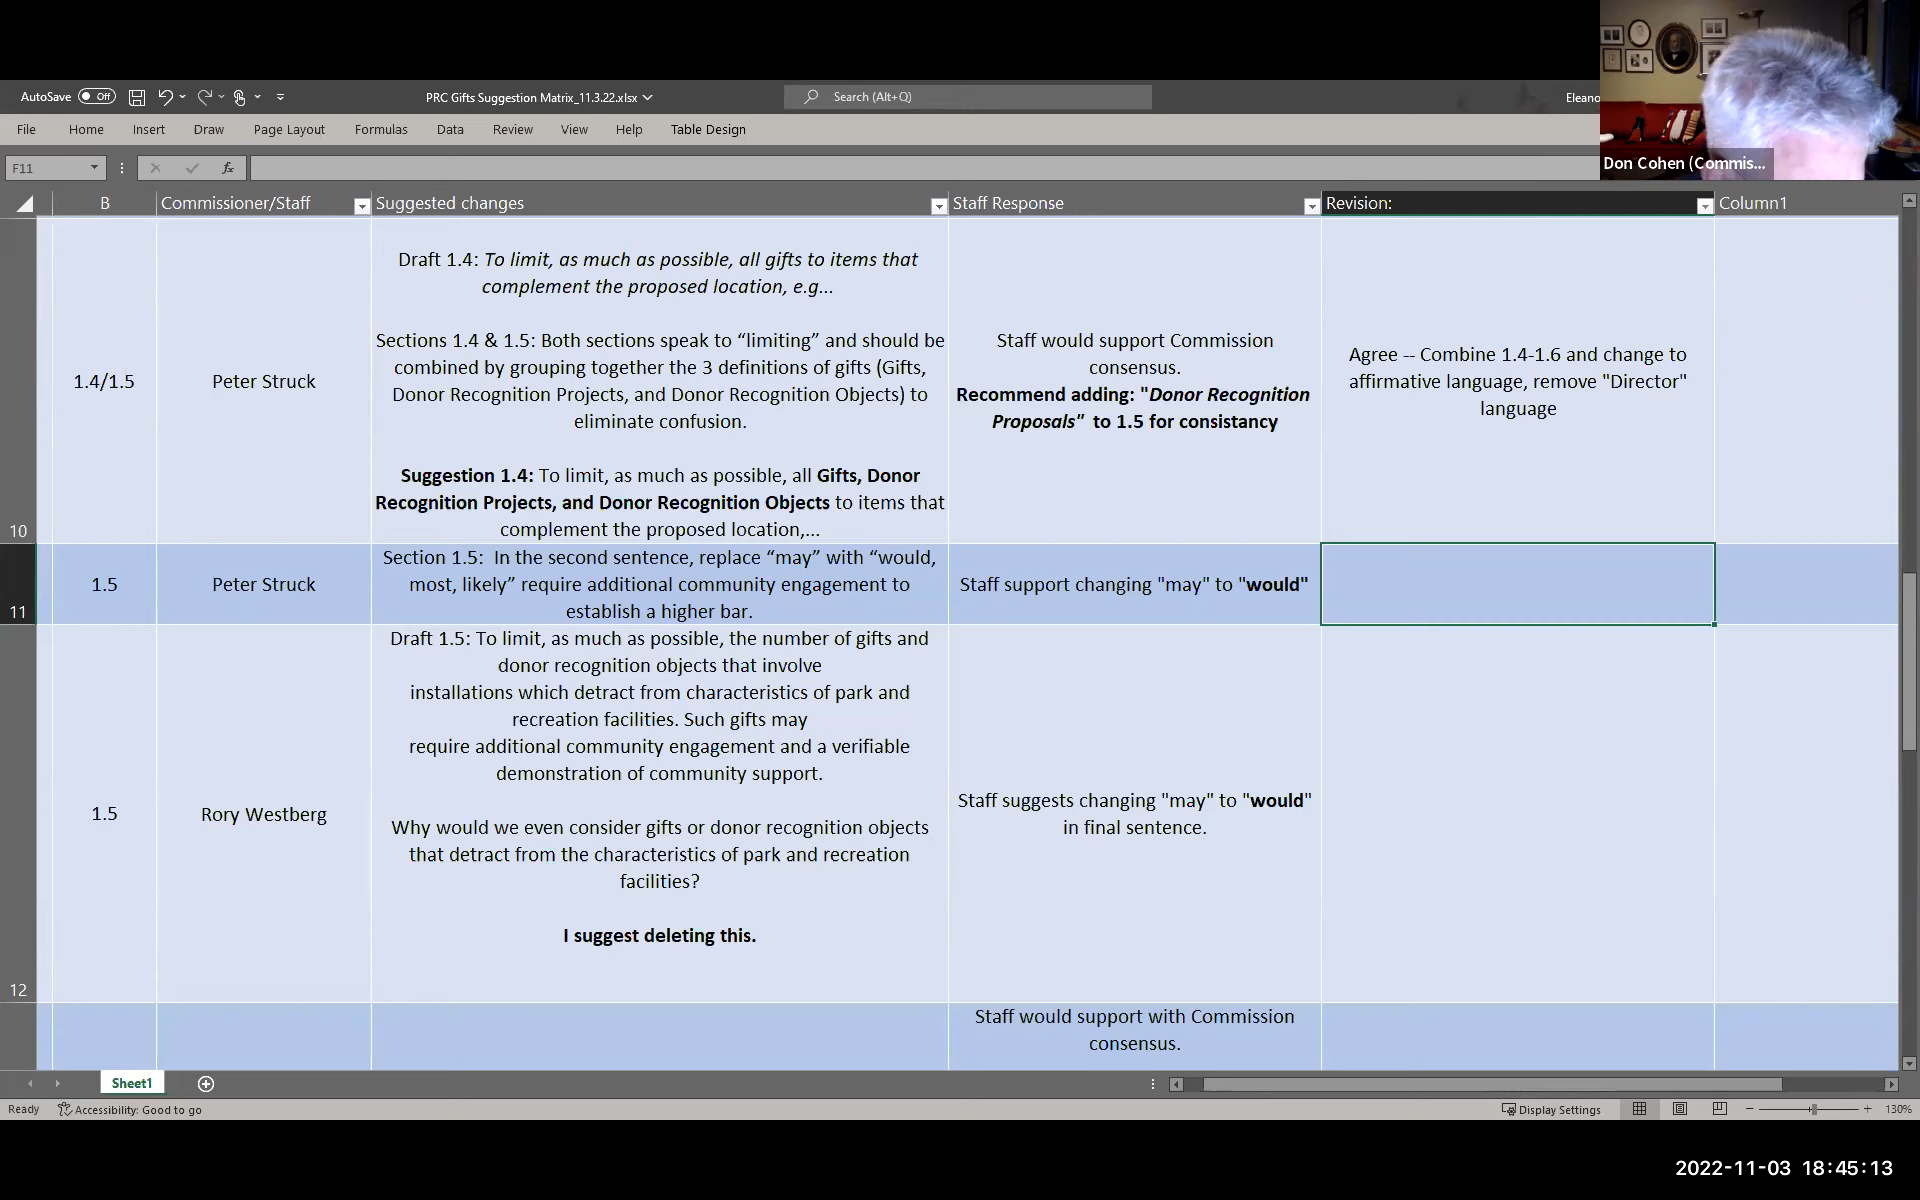 AutoSave Off
PRC Gifts Suggestion Matrix_11.3.22.xlsx
Search (Alt+Q)
Eleano
File Home Insert Draw Page Layout Formulas Data Review View Help Table Design
Don Cohen (Commis...
F11
fx
B Commissioner/Staff Suggested changes Staff Response Revision: Column1
10
1.4/1.5
Peter Struck
Draft 1.4: To limit, as much as possible, all gifts to items that
complement the proposed location, e.g...
Sections 1.4 & 1.5: Both sections speak to “limiting” and should be
combined by grouping together the 3 definitions of gifts (Gifts,
Donor Recognition Projects, and Donor Recognition Objects) to
eliminate confusion.
Suggestion 1.4: To limit, as much as possible, all Gifts, Donor
Recognition Projects, and Donor Recognition Objects to items that
complement the proposed location,...
Staff would support Commission
consensus.
Recommend adding: "Donor Recognition
Proposals" to 1.5 for consistancy
Agree -- Combine 1.4-1.6 and change to
affirmative language, remove "Director"
language
11
1.5
Peter Struck
Section 1.5: In the second sentence, replace “may” with “would,
most, likely” require additional community engagement to
establish a higher bar.
Staff support changing "may" to "would"
12
1.5
Rory Westberg
Draft 1.5: To limit, as much as possible, the number of gifts and
donor recognition objects that involve
installations which detract from characteristics of park and
recreation facilities. Such gifts may
require additional community engagement and a verifiable
demonstration of community support.
Why would we even consider gifts or donor recognition objects
that detract from the characteristics of park and recreation
facilities?
I suggest deleting this.
Staff suggests changing "may" to "would"
in final sentence.
Staff would support with Commission
consensus.
Sheet1
Ready Accessibility: Good to go
Display Settings
130%
2022-11-03 18:45:13